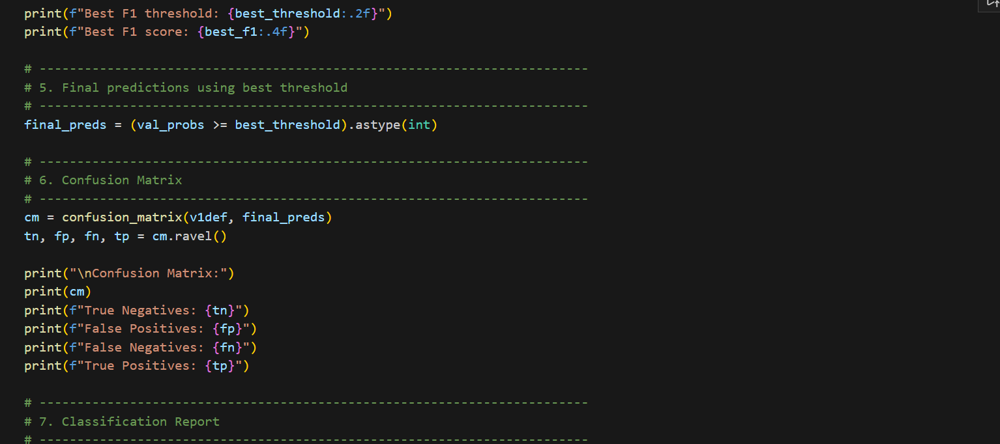 print(f"Best F1 threshold: {best_threshold:.2f}")
print(f"Best F1 score: {best_f1:.4f}")
# -------------------------------------------------------------------------
# 5. Final predictions using best threshold
# -------------------------------------------------------------------------
final_preds = (val_probs >= best_threshold).astype(int)
# -------------------------------------------------------------------------
# 6. Confusion Matrix
# -------------------------------------------------------------------------
cm = confusion_matrix(v1def, final_preds)
tn, fp, fn, tp = cm.ravel()
print("\nConfusion Matrix:")
print(cm)
print(f"True Negatives: {tn}")
print(f"False Positives: {fp}")
print(f"False Negatives: {fn}")
print(f"True Positives: {tp}")
# -------------------------------------------------------------------------
# 7. Classification Report
# -------------------------------------------------------------------------